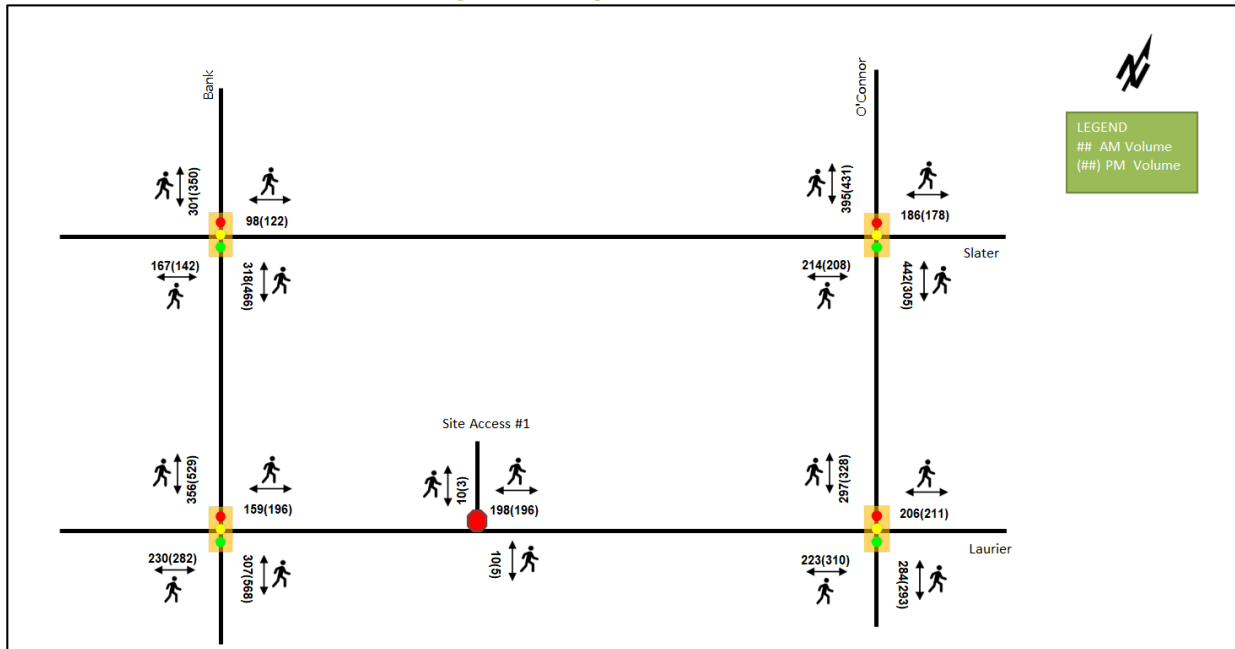 Bank
O'Connor
N
LEGEND
## AM Volume
(##) PM Volume
301(350)
98(122)
395(431)
186(178)
Slater
167(142)
318(466)
214(208)
442(305)
Site Access #1
356(529)
159(196)
10(3)
198(196)
297(328)
206(211)
Laurier
230(282)
307(568)
10(5)
223(310)
284(293)